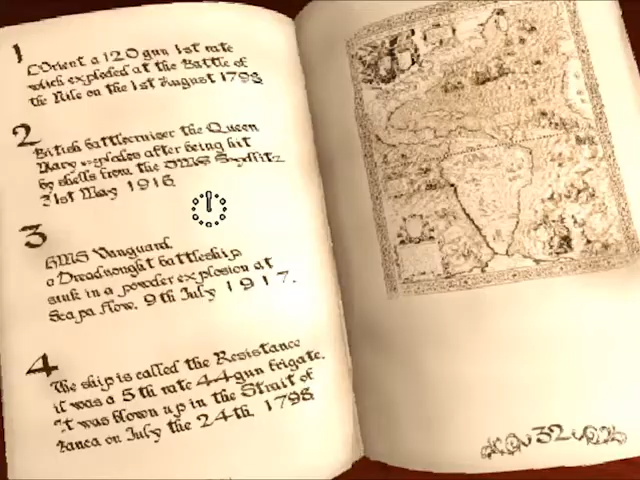 1
L'Orient a 120 gun 1st rate
which exploded at the Battle of
the Nile on the 1st August 1798
2
British battlecruiser the Queen
Mary explodes after being hit
by shells from the SMS Seydlitz
31st May 1916
3
HMS Vanguard,
a Dreadnought battleship
sunk in a powder explosion at
Scapa flow. 9th July 1917.
4
The ship is called the Resistance
it was a 5th rate 44 gun frigate.
It was blown up in the Strait of
Banca on July the 24th, 1798
32